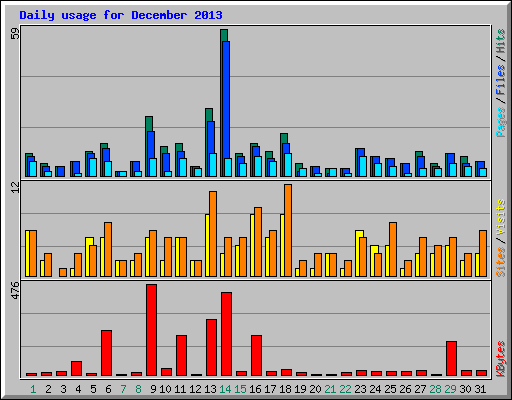 Daily usage for December 2013
59
Pages / Files / Hits
12
Sites / Visits
476
KBytes
1 2 3 4 5 6 7 8 9 10 11 12 13 14 15 16 17 18 19 20 21 22 23 24 25 26 27 28 29 30 31